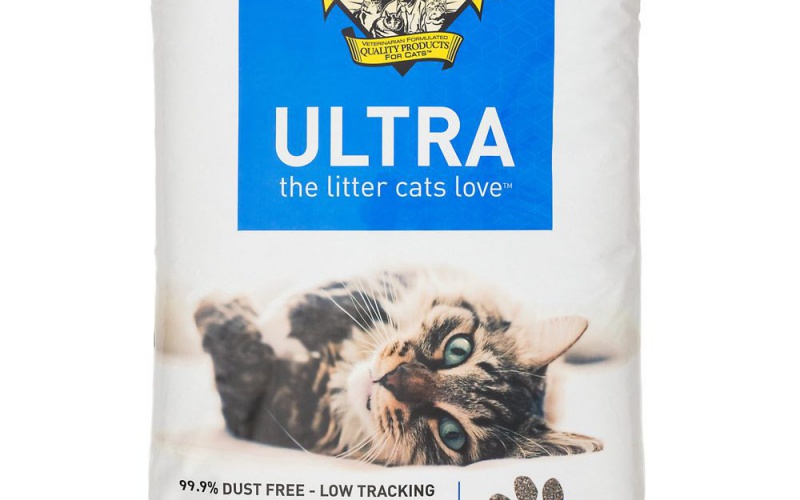 VETERINARIAN FORMULATED
QUALITY PRODUCTS
FOR CATS™
ULTRA
the litter cats love™
99.9% DUST FREE - LOW TRACKING